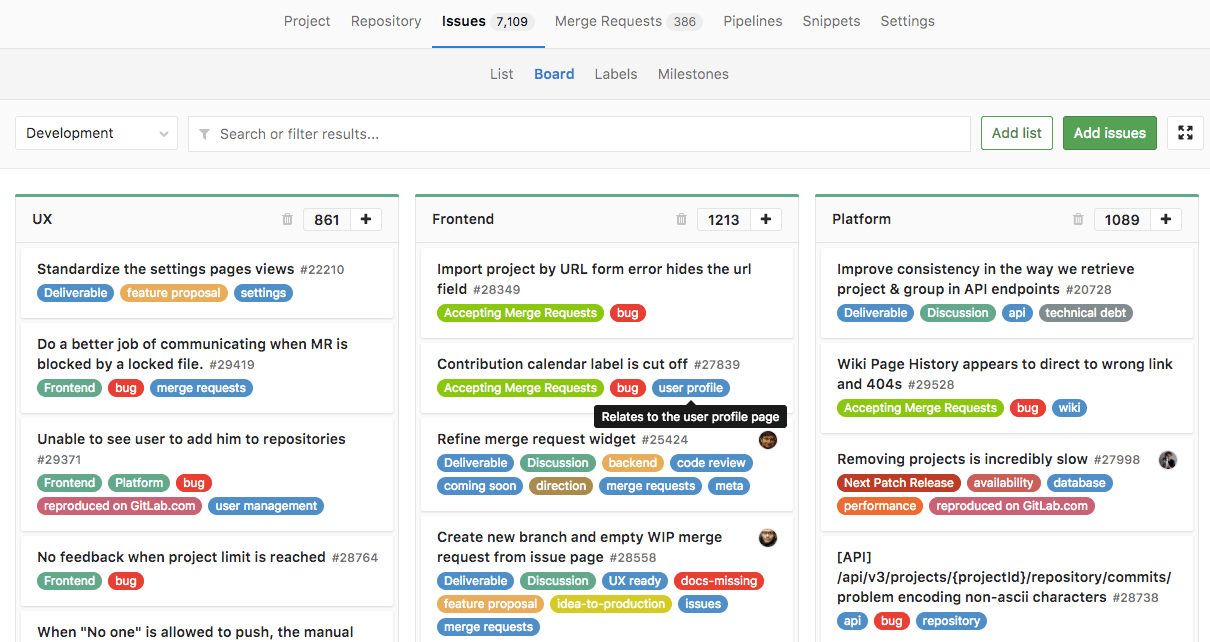 Project Repository Issues 7,109 Merge Requests 386 Pipelines Snippets Settings
List Board Labels Milestones
Development Search or filter results... Add list Add issues
UX 861 +
Standardize the settings pages views #22210
Deliverable feature proposal settings
Do a better job of communicating when MR is
blocked by a locked file. #29419
Frontend bug merge requests
Unable to see user to add him to repositories
#29371
Frontend Platform bug
reproduced on GitLab.com user management
No feedback when project limit is reached #28764
Frontend bug
When "No one" is allowed to push, the manual
Frontend 1213 +
Import project by URL form error hides the url
field #28349
Accepting Merge Requests bug
Contribution calendar label is cut off #27839
Accepting Merge Requests bug user profile
Relates to the user profile page
Refine merge request widget #25424
Deliverable Discussion backend code review
coming soon direction merge requests meta
Create new branch and empty WIP merge
request from issue page #28558
Deliverable Discussion UX ready docs-missing
feature proposal idea-to-production issues
merge requests
Platform 1089 +
Improve consistency in the way we retrieve
project & group in API endpoints #20728
Deliverable Discussion api technical debt
Wiki Page History appears to direct to wrong link
and 404s #29528
Accepting Merge Requests bug wiki
Removing projects is incredibly slow #27998
Next Patch Release availability database
performance reproduced on GitLab.com
[API]
/api/v3/projects/{projectId}/repository/commits/
problem encoding non-ascii characters #28738
api bug repository